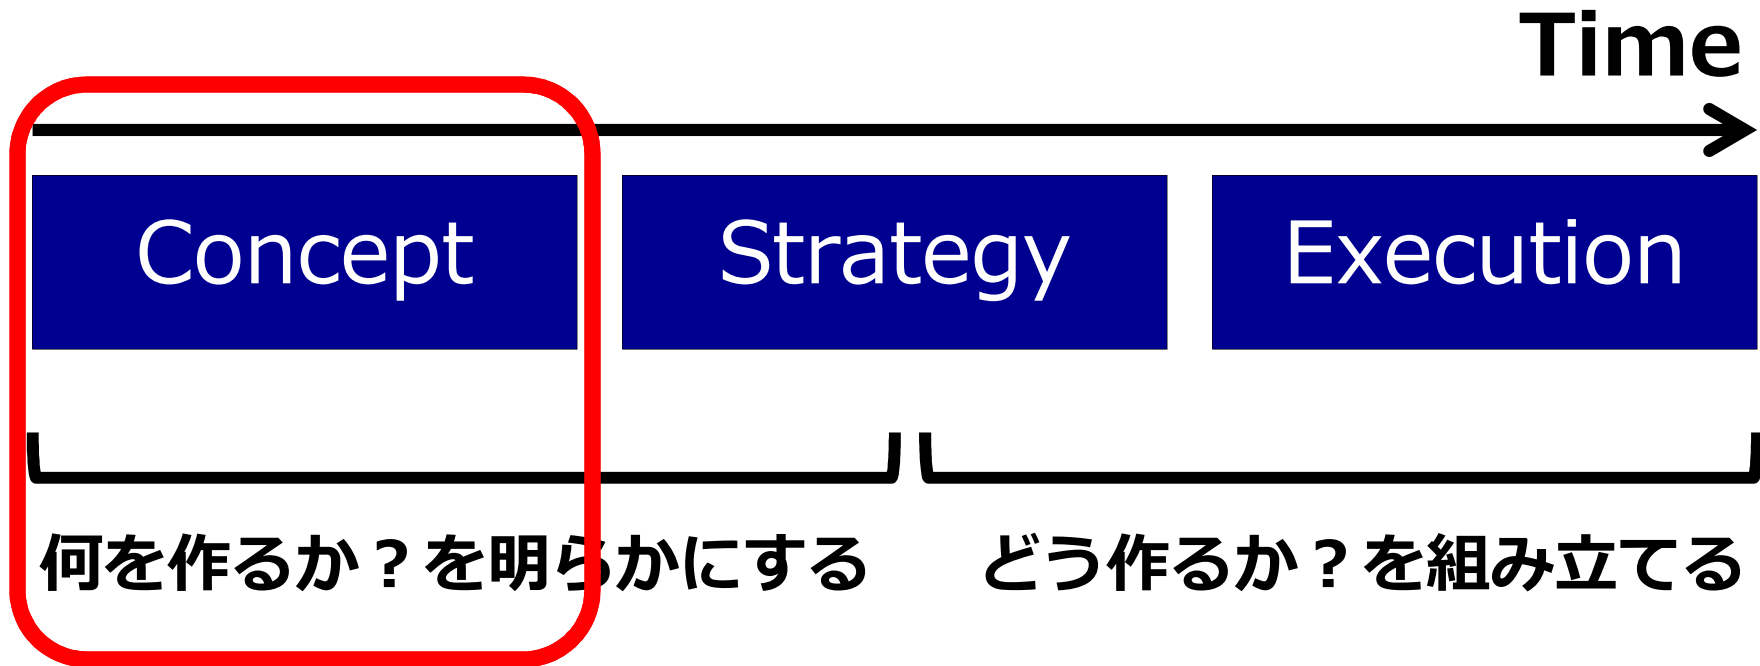 Time
Concept
Strategy
Execution
何を作るか？を明らかにする
どう作るか？を組み立てる